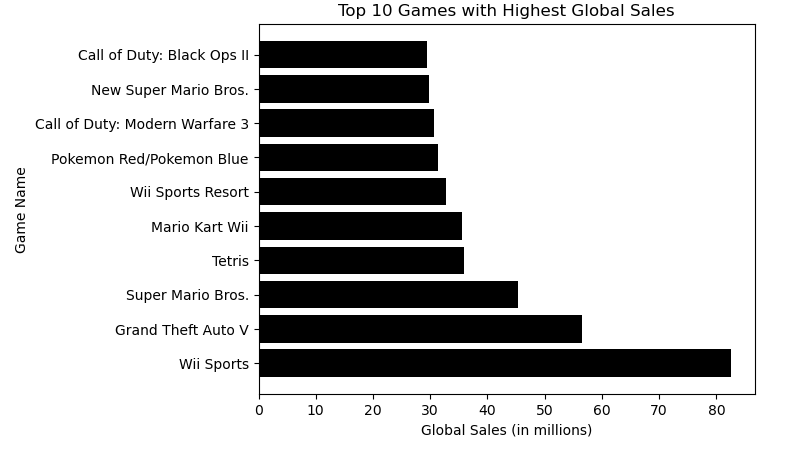 Top 10 Games with Highest Global Sales
Call of Duty: Black Ops II
New Super Mario Bros.
Call of Duty: Modern Warfare 3
Pokemon Red/Pokemon Blue
Wii Sports Resort
Mario Kart Wii
Tetris
Super Mario Bros.
Grand Theft Auto V
Wii Sports
Game Name
0 10 20 30 40 50 60 70 80
Global Sales (in millions)